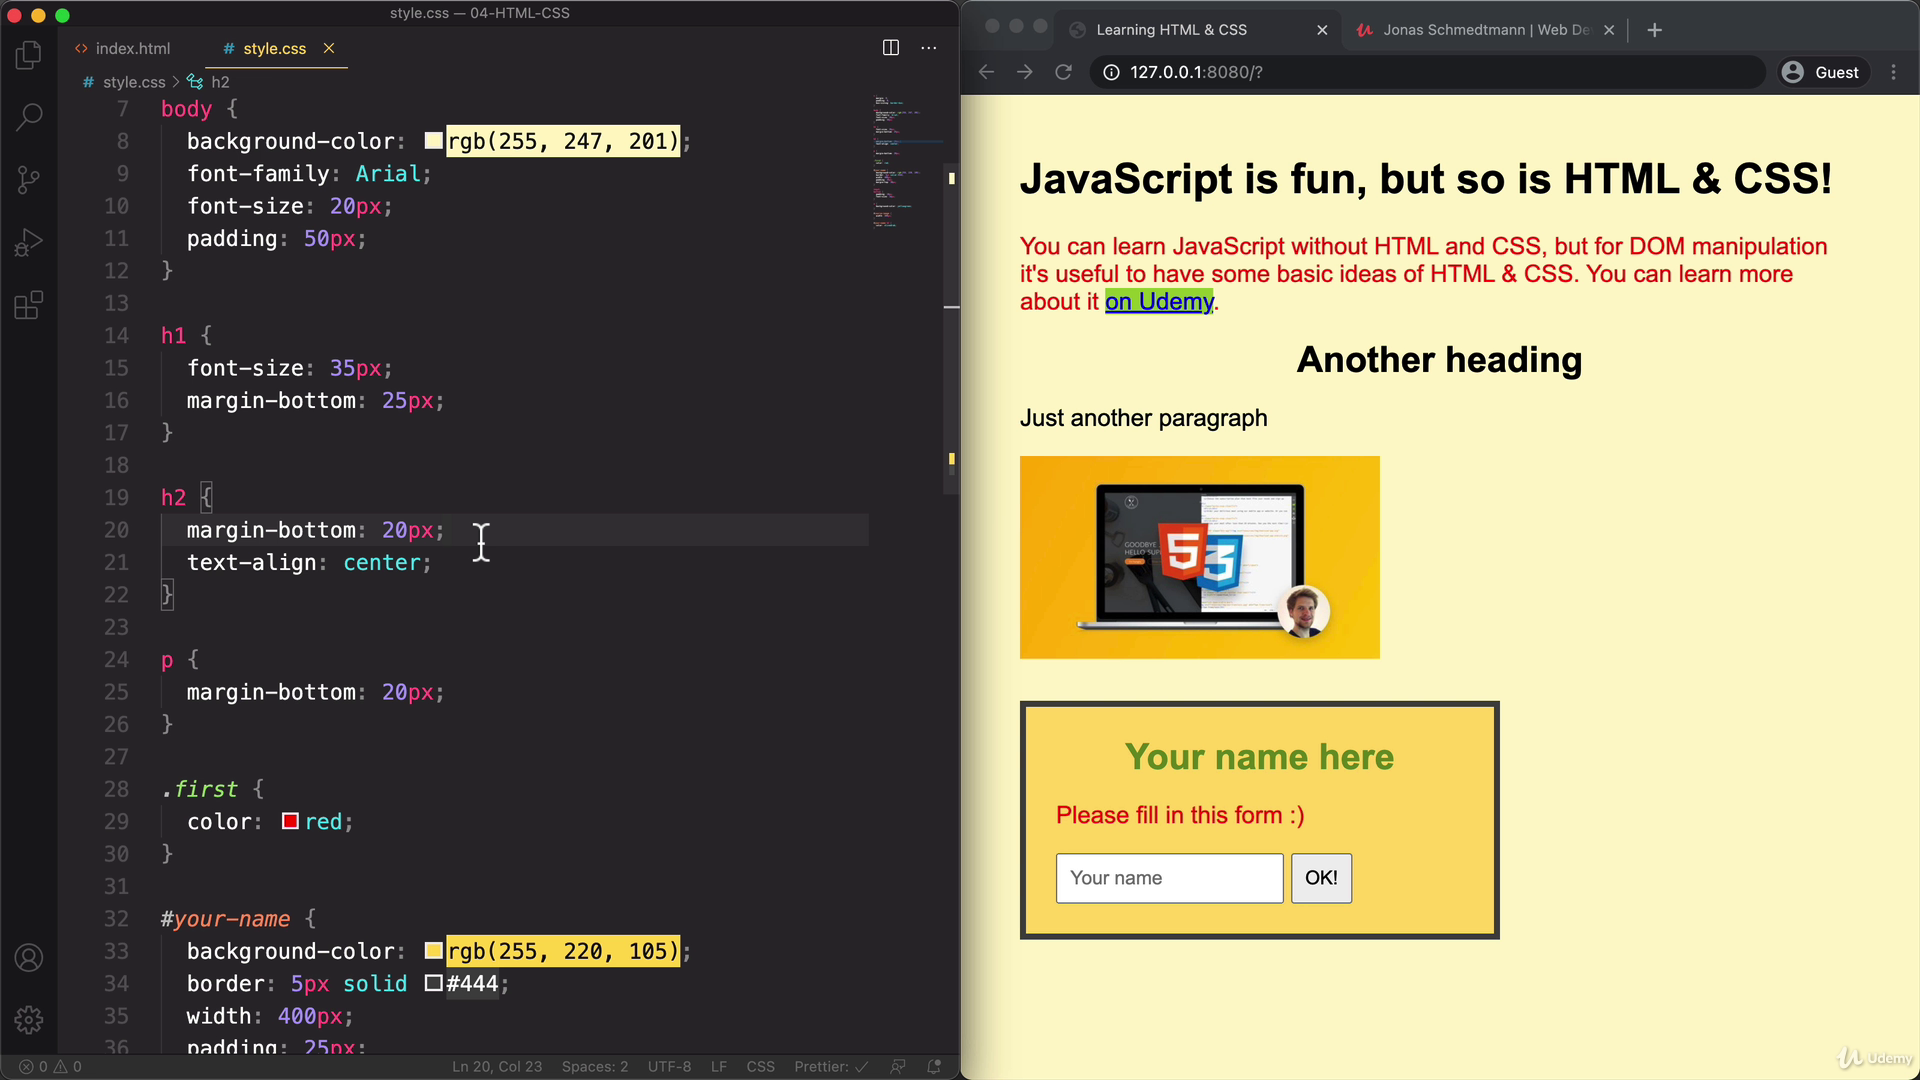 style.css — 04-HTML-CSS
index.html
# style.css
# style.css > h2
7 body {
8 background-color: rgb(255, 247, 201);
9 font-family: Arial;
10 font-size: 20px;
11 padding: 50px;
12 }
13
14 h1 {
15 font-size: 35px;
16 margin-bottom: 25px;
17 }
18
19 h2 {
20 margin-bottom: 20px;
21 text-align: center;
22 }
23
24 p {
25 margin-bottom: 20px;
26 }
27
28 .first {
29 color: red;
30 }
31
32 #your-name {
33 background-color: rgb(255, 220, 105);
34 border: 5px solid #444;
35 width: 400px;
36 padding: 25px;
0 0
Ln 20, Col 23 Spaces: 2 UTF-8 LF CSS Prettier: ✓
Learning HTML & CSS
Jonas Schmedtmann | Web De
127.0.0.1:8080/?
Guest
JavaScript is fun, but so is HTML & CSS!
You can learn JavaScript without HTML and CSS, but for DOM manipulation
it's useful to have some basic ideas of HTML & CSS. You can learn more
about it on Udemy.
Another heading
Just another paragraph
5
3
Your name here
Please fill in this form :)
Your name
OK!
Udemy